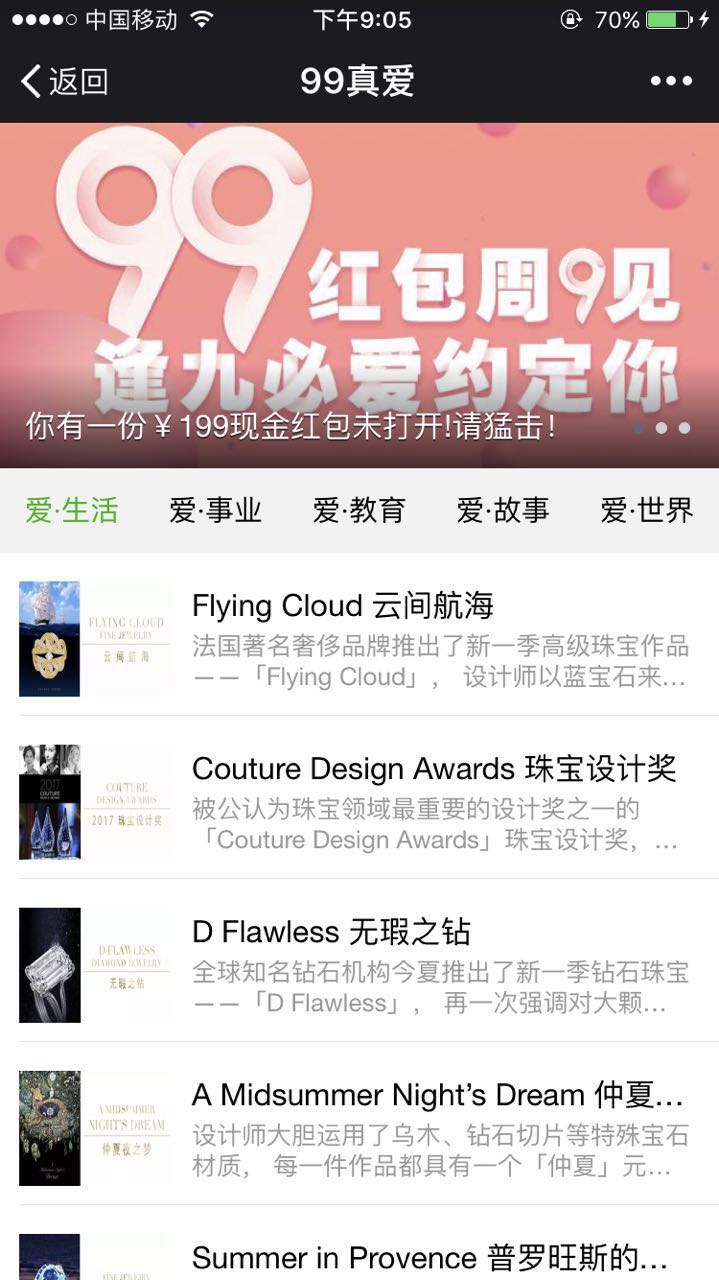 中国移动
下午9:05
70%
返回
99真爱
99
红包周9见
逢九必爱约定你
你有一份￥199现金红包未打开!请猛击!
爱·生活
爱·事业
爱·教育
爱·故事
爱·世界
FLYING CLOUD
FINE JEWELRY
云间航海
Flying Cloud 云间航海
法国著名奢侈品牌推出了新一季高级珠宝作品
——「Flying Cloud」， 设计师以蓝宝石来...
2017
COUTURE
COUTURE
DESIGN AWARDS
2017 珠宝设计奖
Couture Design Awards 珠宝设计奖
被公认为珠宝领域最重要的设计奖之一的
「Couture Design Awards」珠宝设计奖，...
D FLAWLESS
DIAMOND JEWELRY
无瑕之钻
D Flawless 无瑕之钻
全球知名钻石机构今夏推出了新一季钻石珠宝
——「D Flawless」， 再一次强调对大颗...
A MIDSUMMER
NIGHT'S DREAM
仲夏夜之梦
A Midsummer Night’s Dream 仲夏...
设计师大胆运用了乌木、钻石切片等特殊宝石
材质， 每一件作品都具有一个「仲夏」元...
FINE JEWELRY
Summer in Provence 普罗旺斯的...